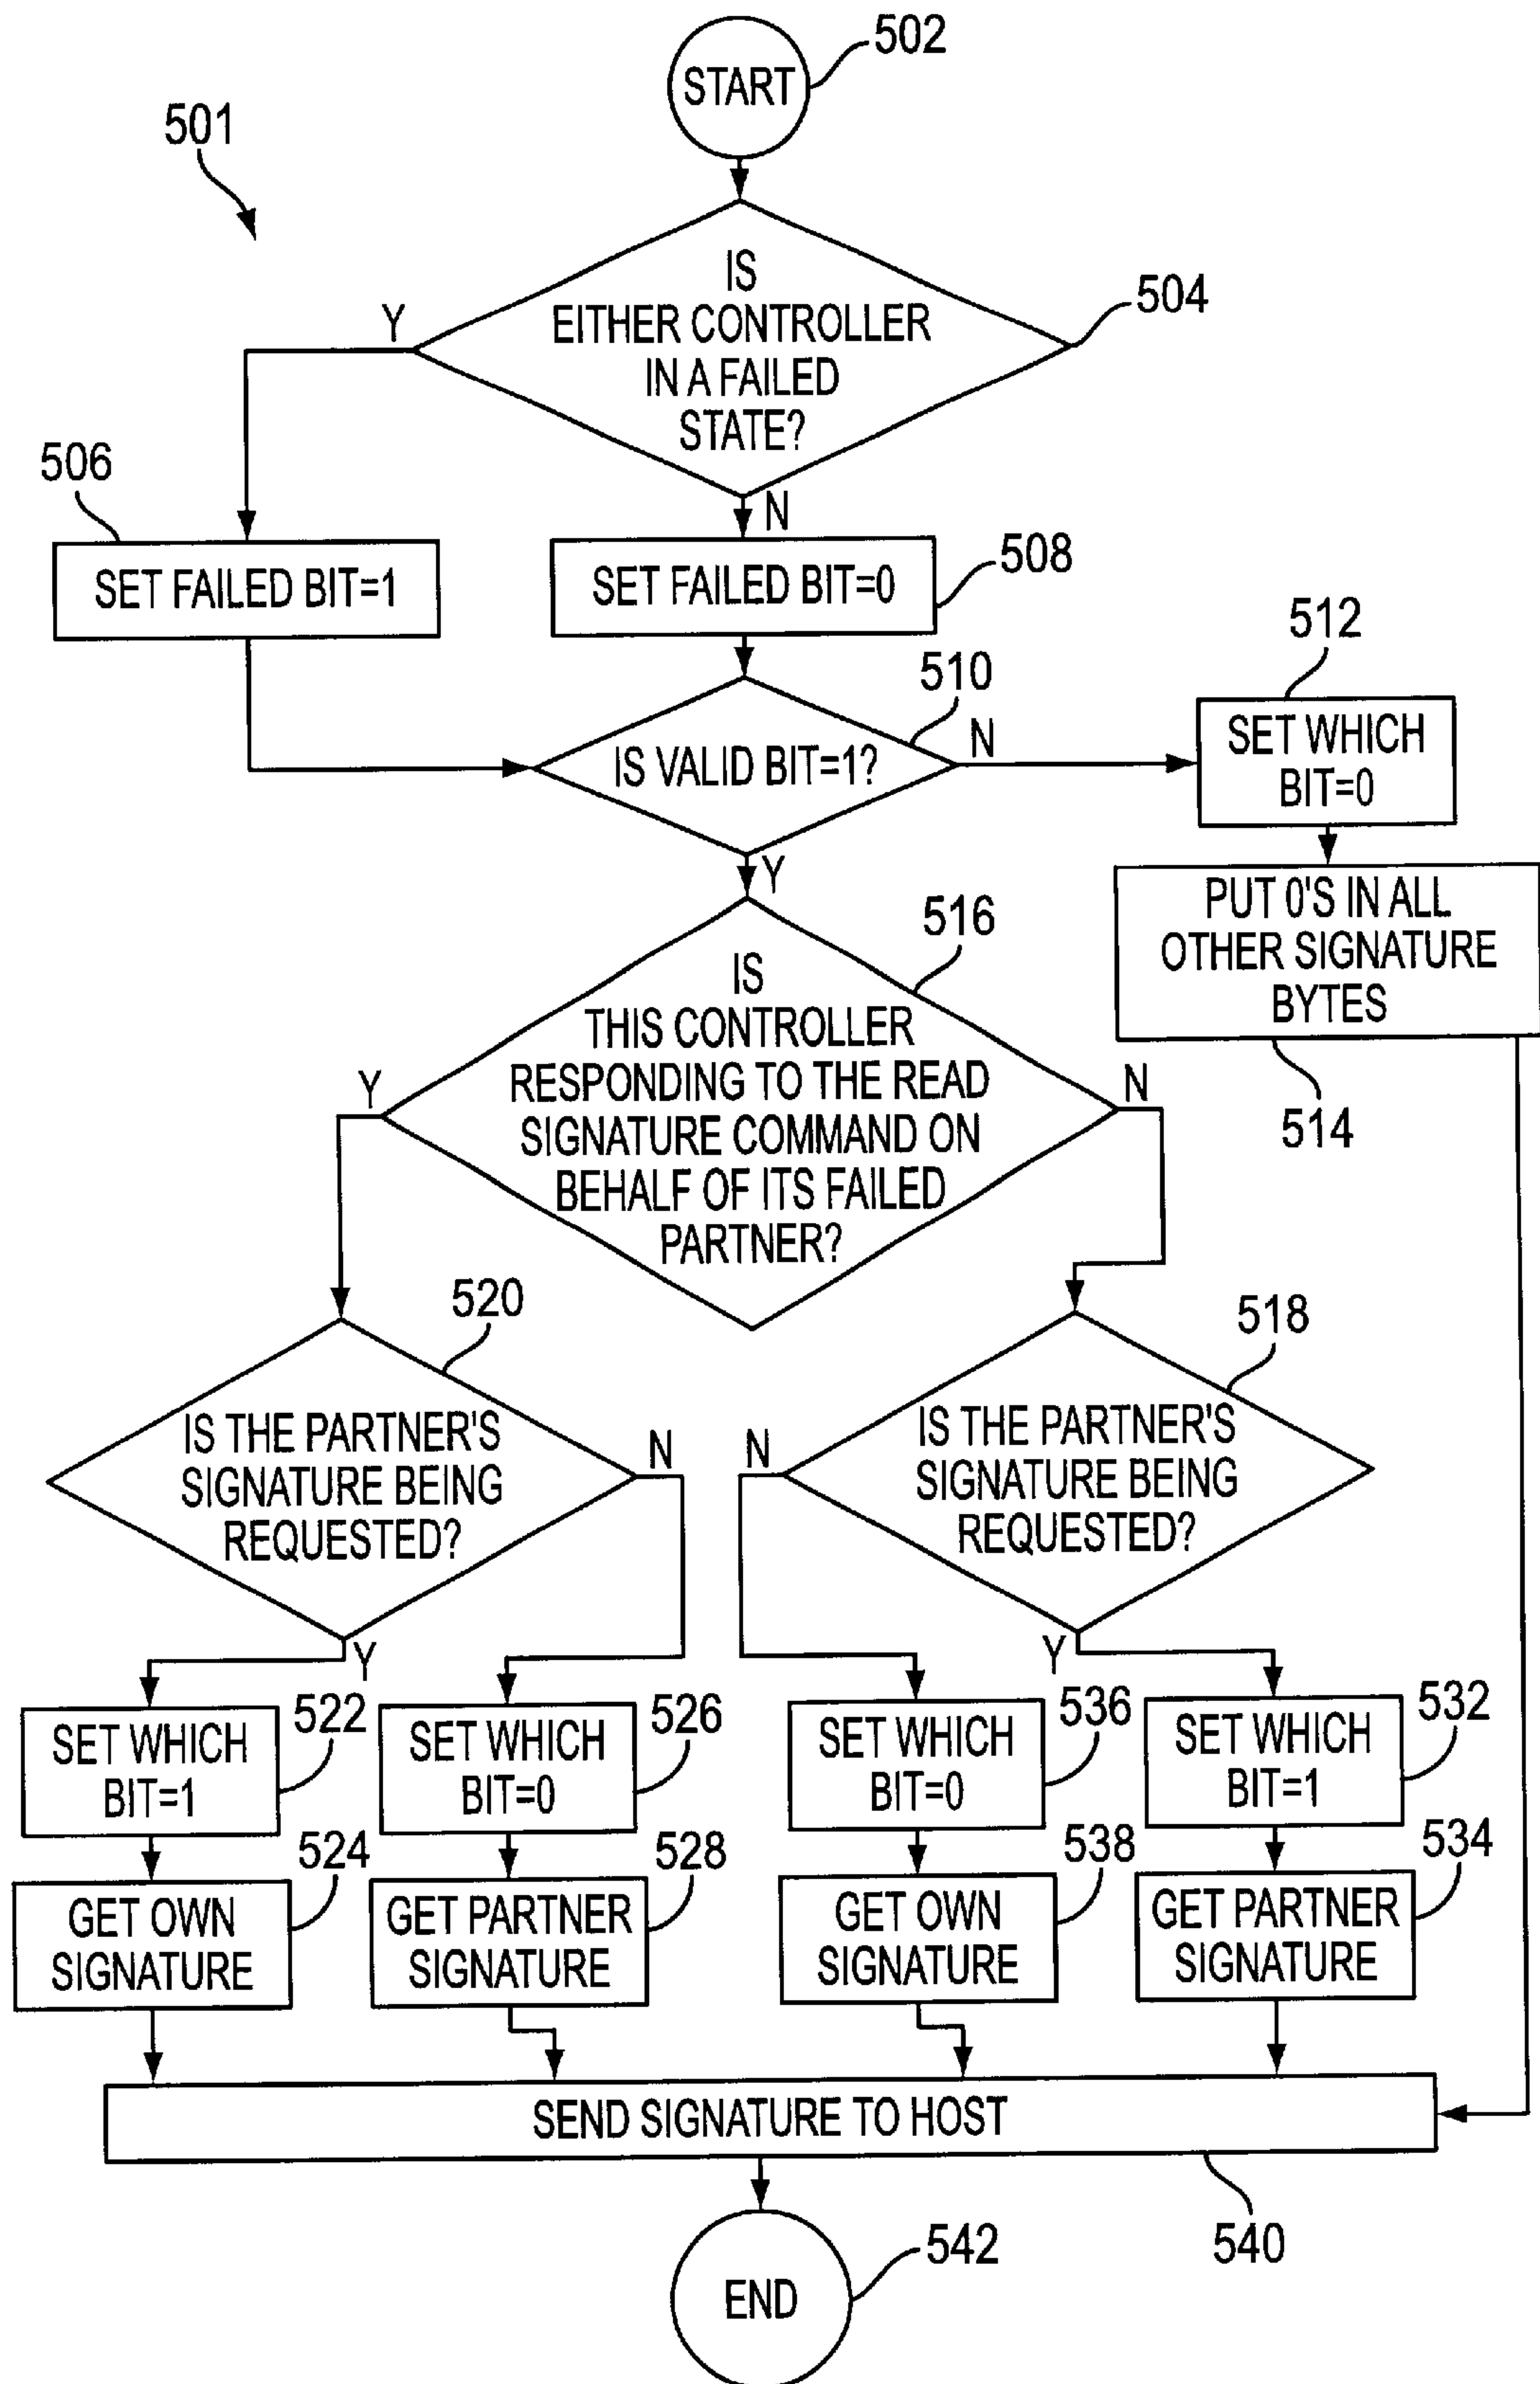 502
START
501
IS
EITHER CONTROLLER
IN A FAILED
STATE?
504
Y
N
506
SET FAILED BIT=1
SET FAILED BIT=0
508
510
IS VALID BIT=1?
N
Y
512
SET WHICH
BIT=0
PUT 0'S IN ALL
OTHER SIGNATURE
BYTES
514
516
IS
THIS CONTROLLER
RESPONDING TO THE READ
SIGNATURE COMMAND ON
BEHALF OF ITS FAILED
PARTNER?
Y
N
520
IS THE PARTNER'S
SIGNATURE BEING
REQUESTED?
N
Y
518
IS THE PARTNER'S
SIGNATURE BEING
REQUESTED?
N
Y
SET WHICH
BIT=1
522
SET WHICH
BIT=0
526
SET WHICH
BIT=0
536
SET WHICH
BIT=1
532
GET OWN
SIGNATURE
524
GET PARTNER
SIGNATURE
528
GET OWN
SIGNATURE
538
GET PARTNER
SIGNATURE
534
SEND SIGNATURE TO HOST
540
END
542